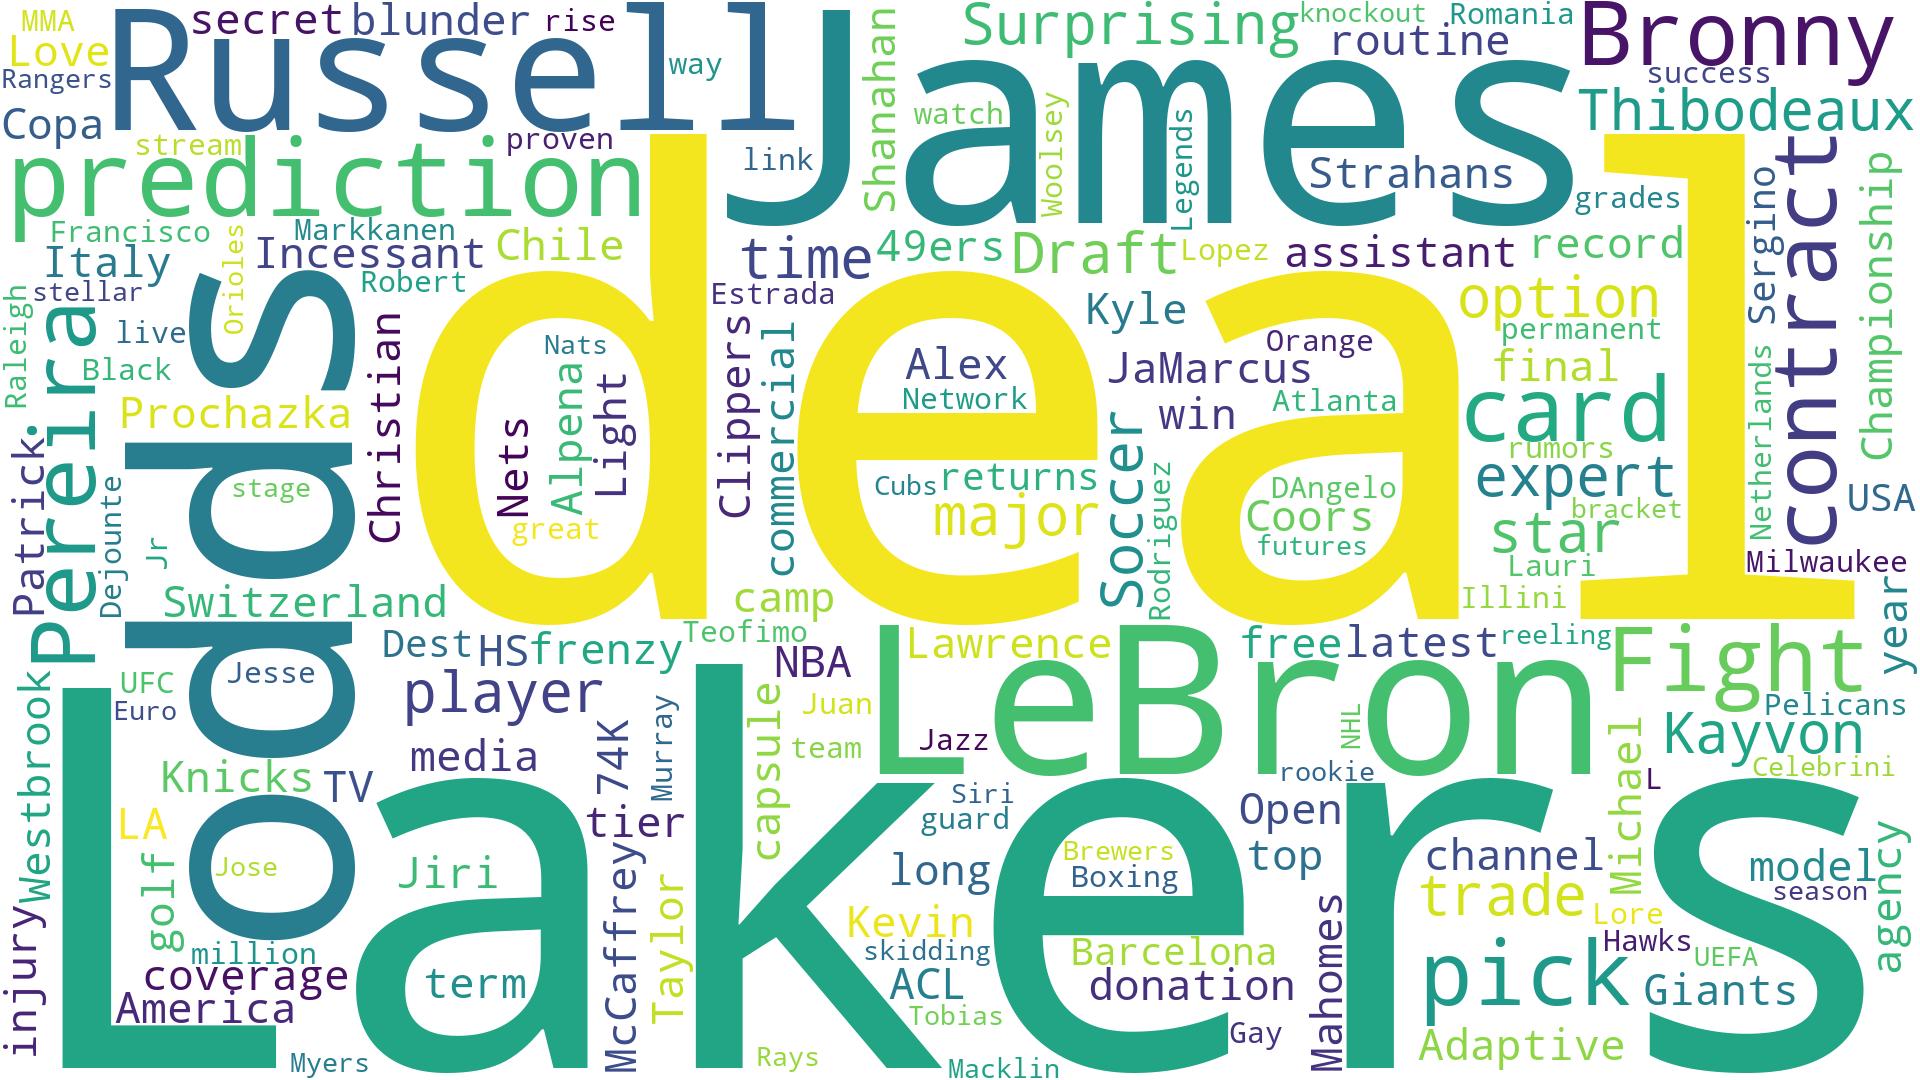 MMA
secret
blunder
rise
Surprising
knockout
Romania
Bronny
Love
Russell
way
James
routine
success
Rangers
Copa
Shanahan
watch
Woolsey
Legends
Thibodeaux
stream
proven
link
Strahans
grades
prediction
Francisco
Orioles
Markkanen
Incessant
Chile
time
49ers
Draft
Lopez
assistant
record
Sergino
contract
Championship
Italy
stellar
Robert
Estrada
Kyle
option
Raleigh
live
Pereira
Odds
Christian
deal
Nats
Clippers
commercial
Alex
JaMarcus
Orange
permanent
Black
Network
win
Atlanta
final
Netherlands
Prochazka
Nets
Alpena
Light
Soccer
card
rumors
Patrick
Dejounte
stage
great
Cubs
returns
major
Rodriguez
DAngelo
Coors
futures
expert
bracket
star
USA
Jr
Lauri
Milwaukee
Switzerland
camp
Illini
year
Teofimo
Dest
HS
frenzy
NBA
Lawrence
free
latest
reeling
Fight
UFC
Jesse
Euro
player
Murray
capsule
Juan
LeBron
Pelicans
Westbrook
media
.74K
team
Jazz
NHL
Kayvon
Knicks
TV
rookie
Michael
L
Celebrini
LA
Lakers
tier
Siri
guard
Open
golf
Jose
Jiri
long
Brewers
Boxing
top
channel
model
season
agency
injury
McCaffrey
Taylor
Kevin
Mahomes
trade
Lore
million
skidding
Barcelona
Hawks
UEFA
coverage
term
ACL
donation
pick
Giants
America
Tobias
Gay
Adaptive
Myers
Rays
Macklin